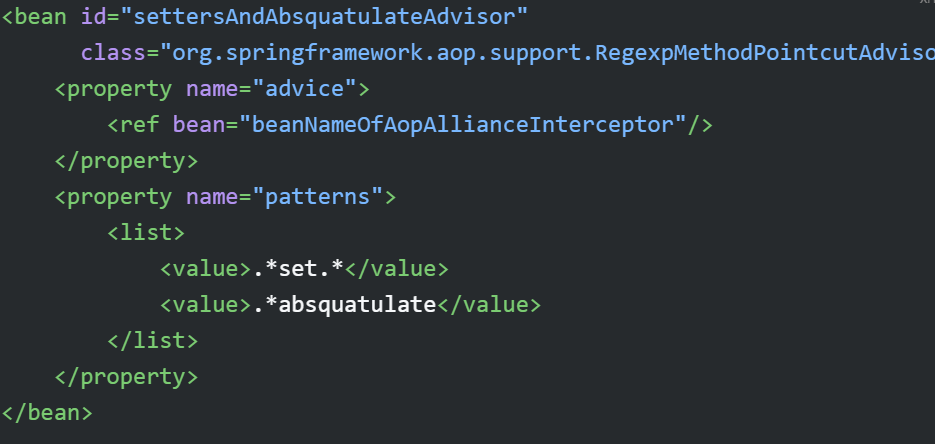 <bean id="settersAndAbsquatulateAdvisor"
class="org.springframework.aop.support.RegexpMethodPointcutAdviso
<property name="advice">
<ref bean="beanNameOfAopAllianceInterceptor"/>
</property>
<property name="patterns">
<list>
<value>.*set.*</value>
<value>.*absquatulate</value>
</list>
</property>
</bean>